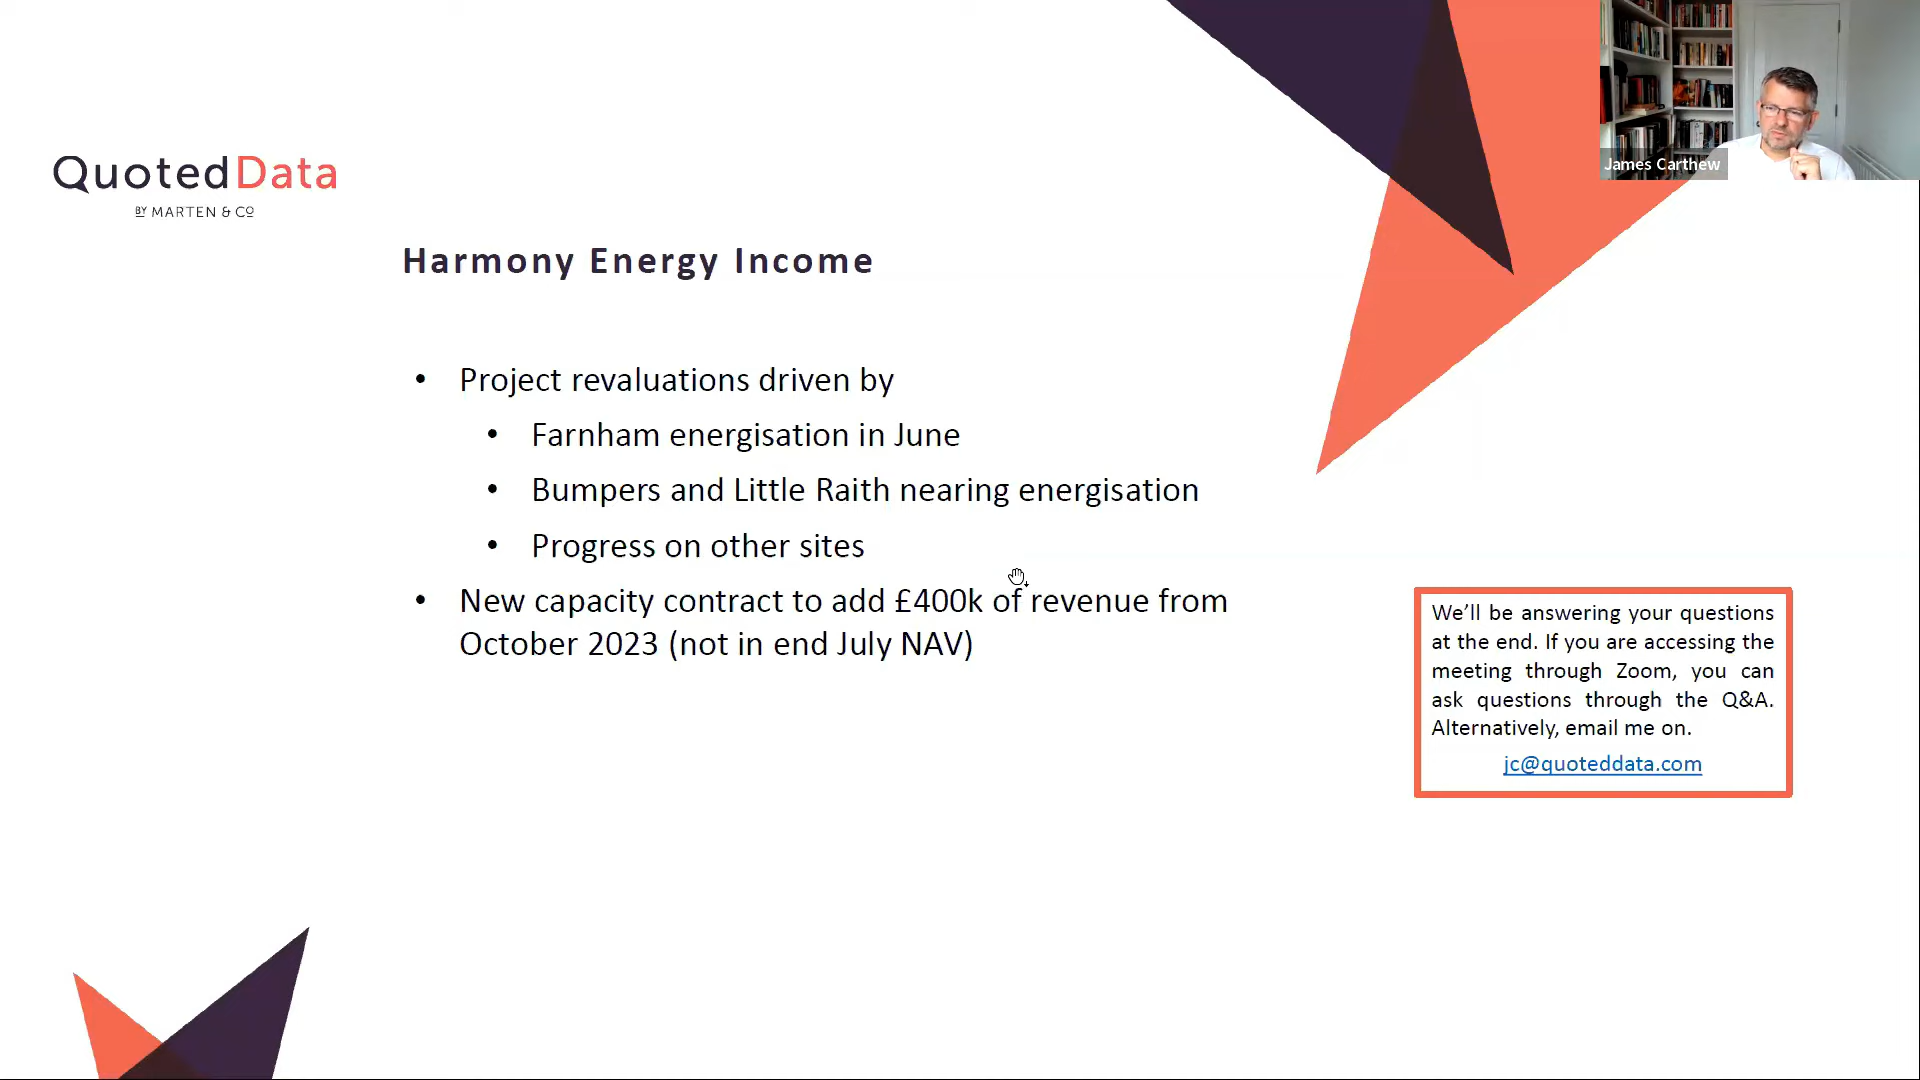 James Carthew
QuotedData
BY MARTEN & CO
Harmony Energy Income
• Project revaluations driven by
• Farnham energisation in June
• Bumpers and Little Raith nearing energisation
• Progress on other sites
• New capacity contract to add £400k of revenue from
October 2023 (not in end July NAV)
We’ll be answering your questions
at the end. If you are accessing the
meeting through Zoom, you can
ask questions through the Q&A.
Alternatively, email me on.
jc@quoteddata.com